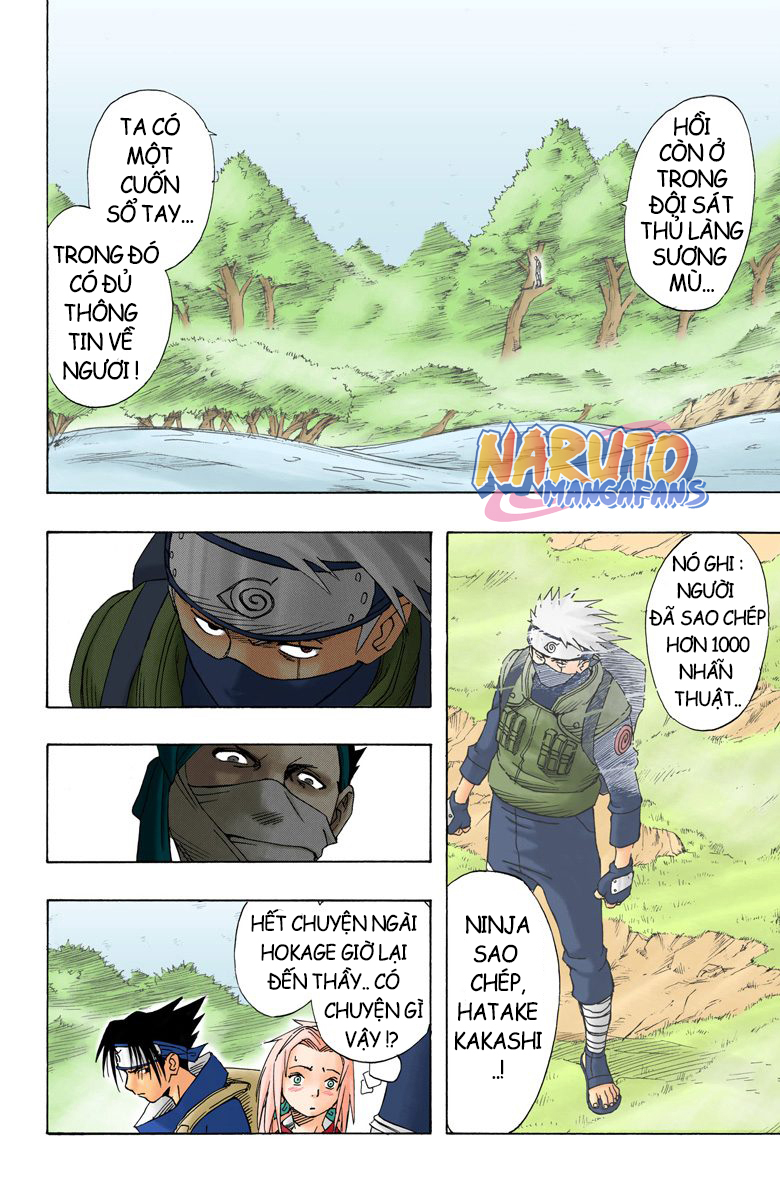 HỒI
CÒN Ở
TRONG
ĐỘI SÁT
THỦ LÀNG
SƯƠNG
MÙ...
TA CÓ
MỘT
CUỐN
SỔ TAY...
TRONG ĐÓ
CÓ ĐỦ
THÔNG
TIN VỀ
NGƯƠI !
NARUTO
MANGAFANS
NÓ GHI :
NGƯỜI
ĐÃ SAO CHÉP
HƠN 1000
NHẪN
THUẬT..
NINJA
SAO
CHÉP,
HATAKE
KAKASHI
..!
HẾT CHUYỆN NGÀI
HOKAGE GIỜ LẠI
ĐẾN THẦY.. CÓ
CHUYỆN GÌ
VẬY !?